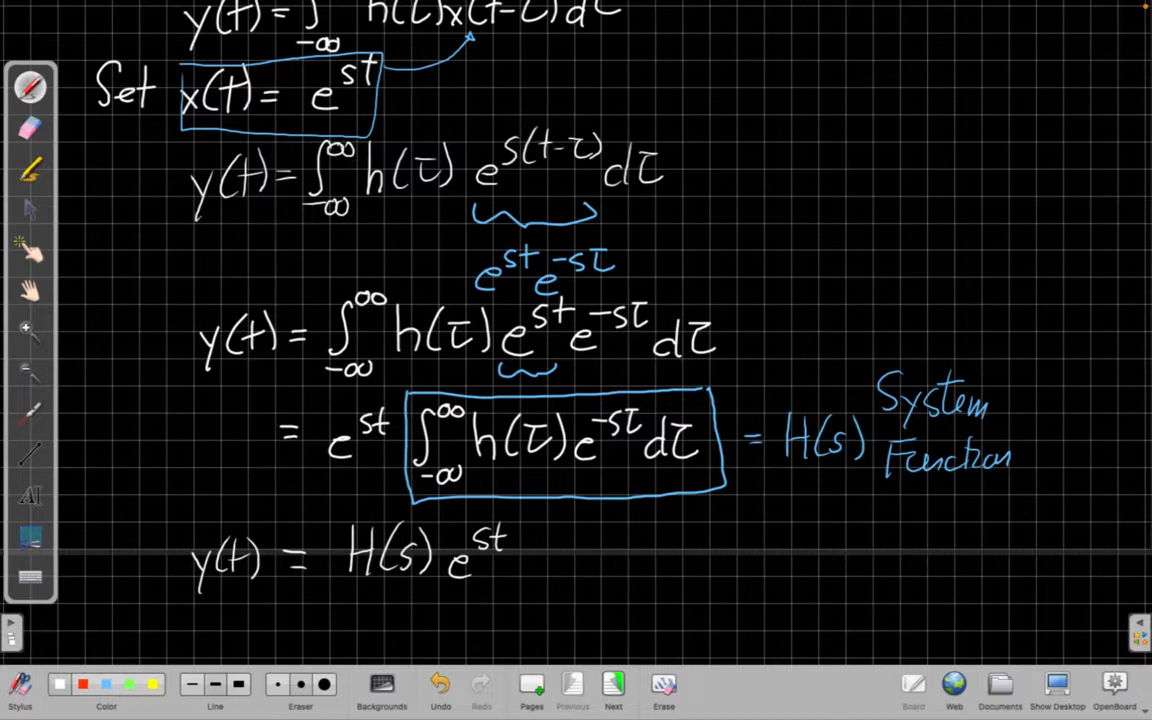 y(t) = ∫_{-∞} h(τ)x(t-τ)dτ
Set x(t) = e^{st}
y(t) = ∫_{-∞}^{∞} h(τ) e^{s(t-τ)} dτ
e^{st} e^{-sτ}
y(t) = ∫_{-∞}^{∞} h(τ) e^{st} e^{-sτ} dτ
= e^{st} ∫_{-∞}^{∞} h(τ) e^{-sτ} dτ = H(s) System Function
y(t) = H(s) e^{st}
Stylus Color Line Eraser Backgrounds Undo Redo Pages Previous Next Erase Board Web Documents Show Desktop OpenBoard